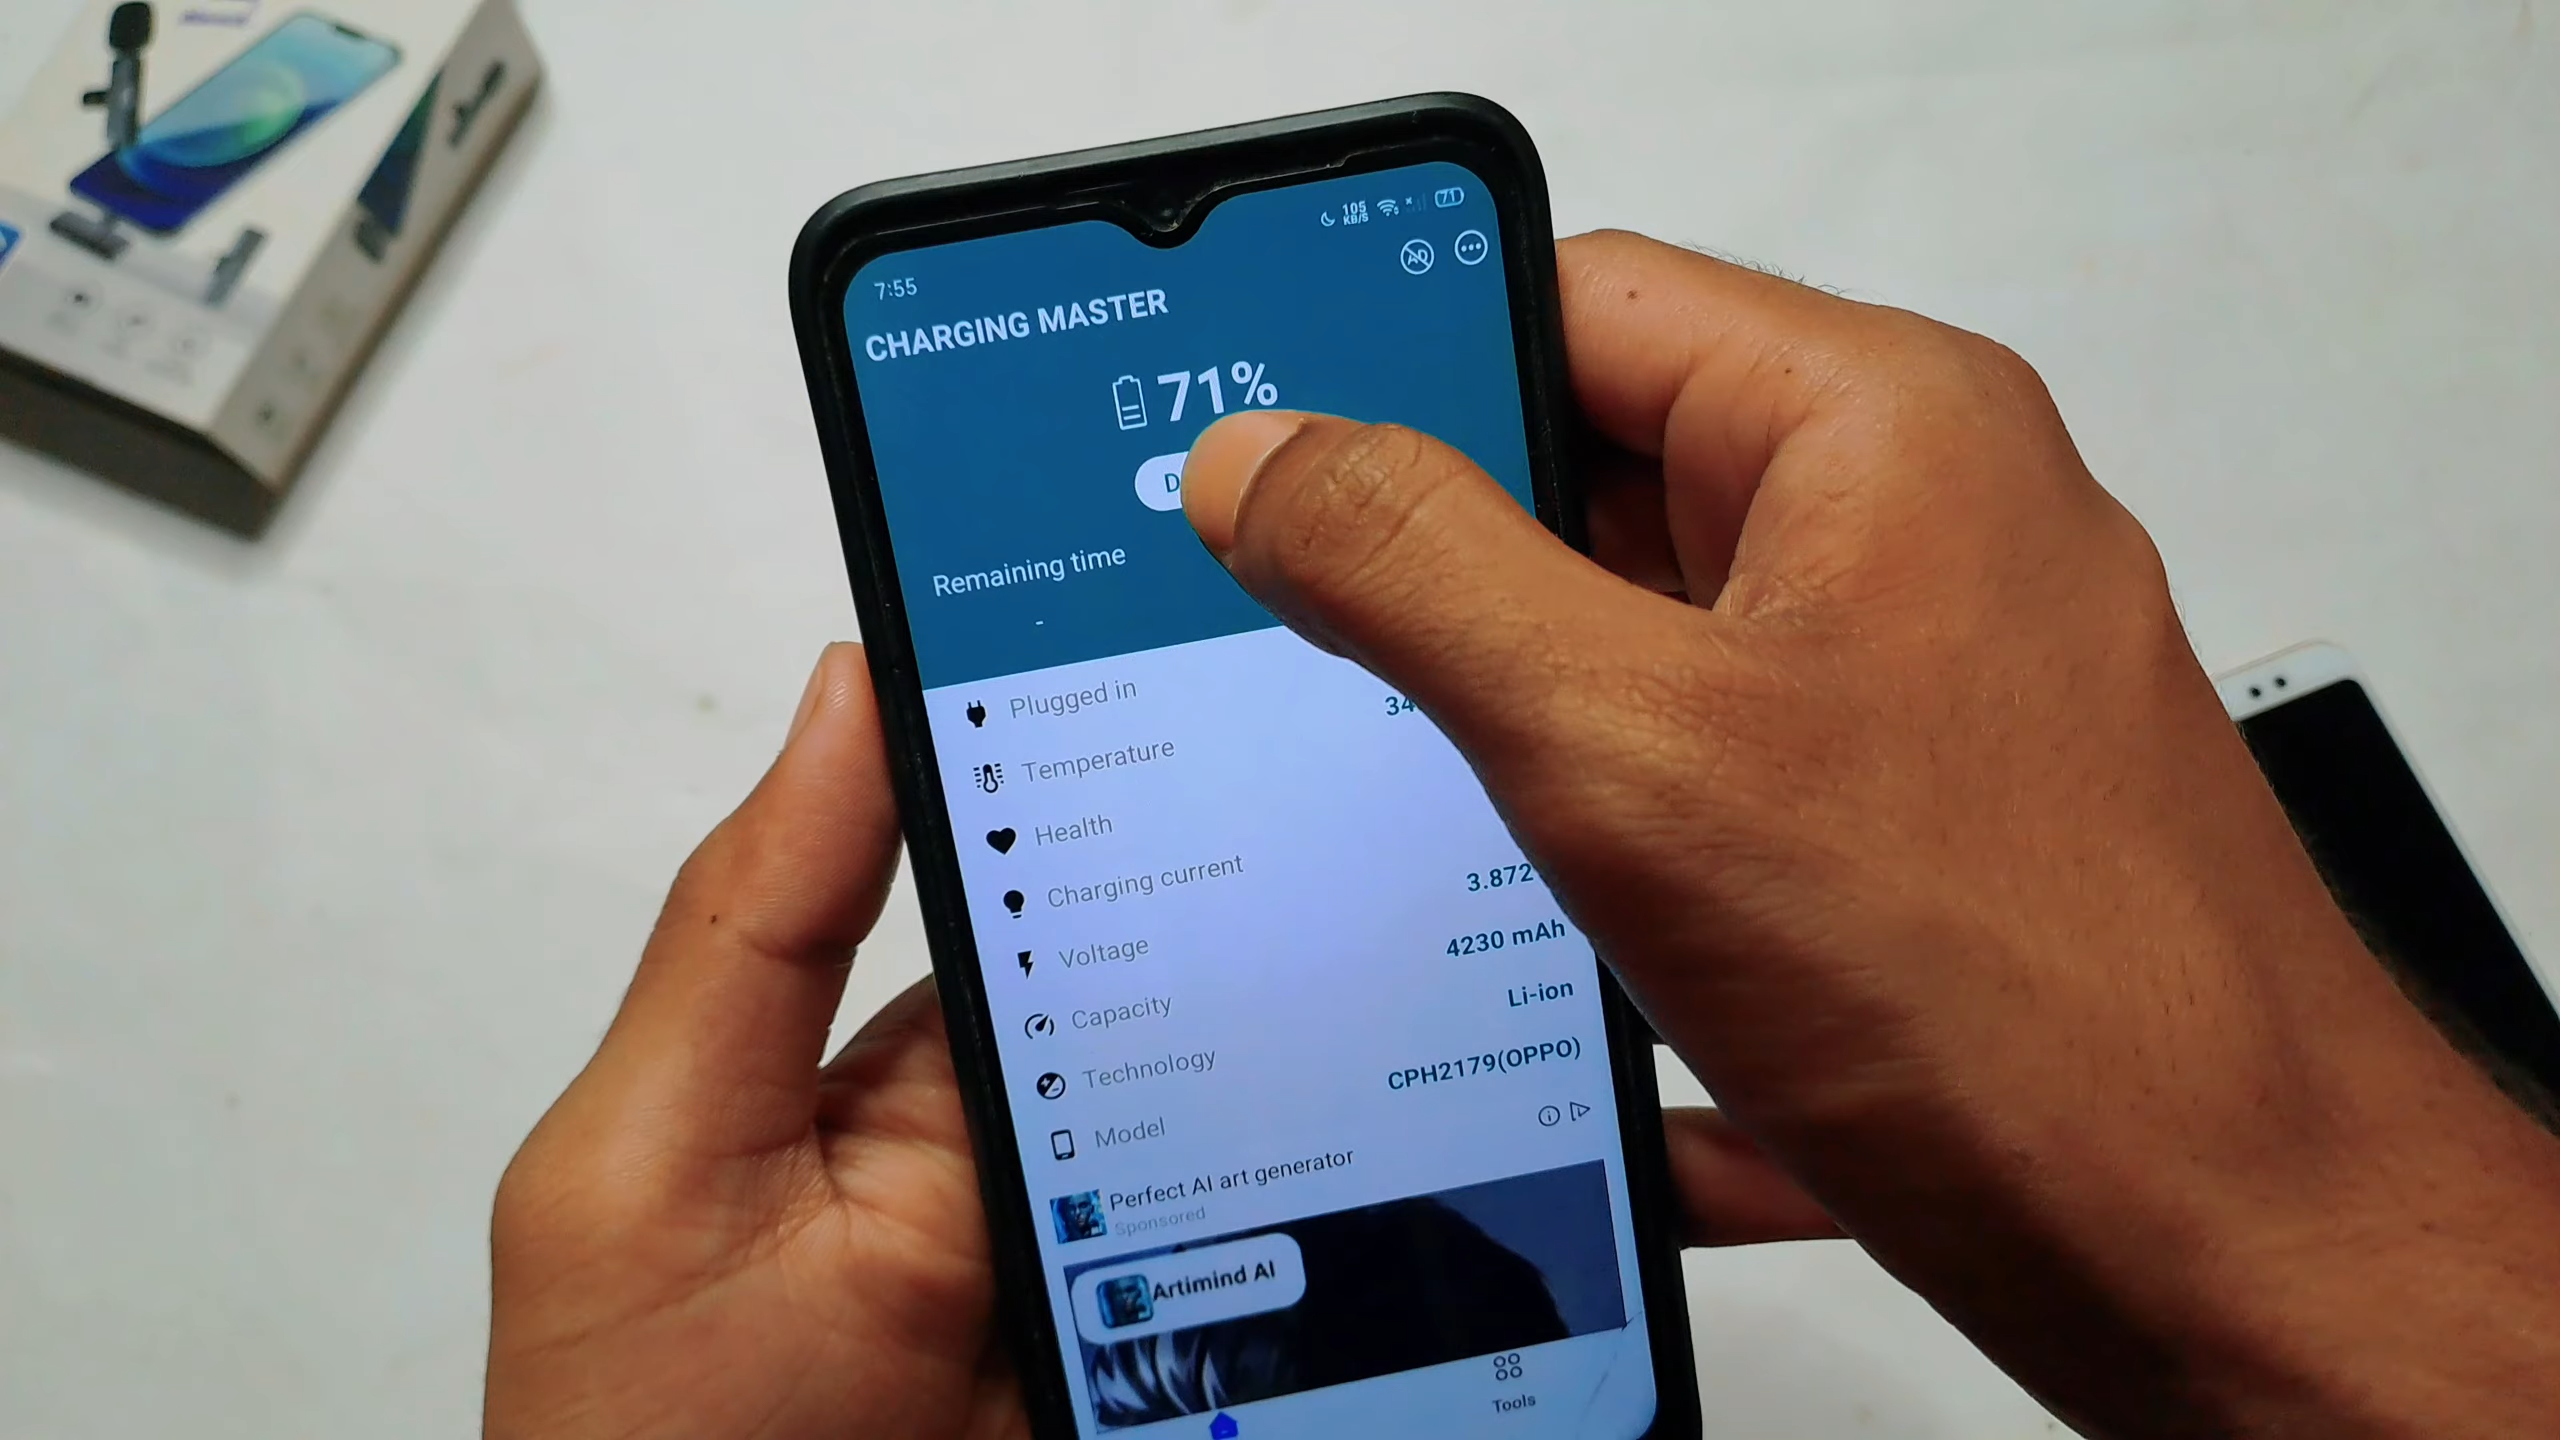 105
KB/S
71
7:55
CHARGING MASTER
71%
Remaining time
-
Plugged in
Temperature
Health
Charging current
Voltage 3.872
Capacity 4230 mAh
Technology Li-ion
Model CPH2179(OPPO)
Perfect AI art generator
Sponsored
Artimind AI
Tools